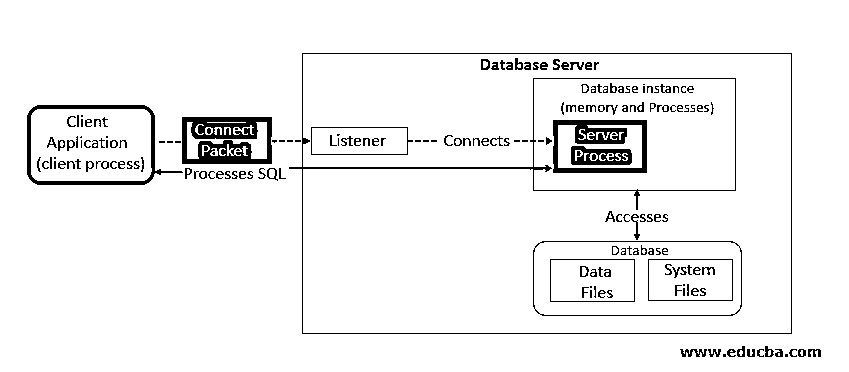 Database Server
Database instance
(memory and Processes)
Client
Application
(client process)
Connect
Packet
Listener
Connects
Server
Process
Processes SQL
Accesses
Database
Data
Files
System
Files
www.educba.com